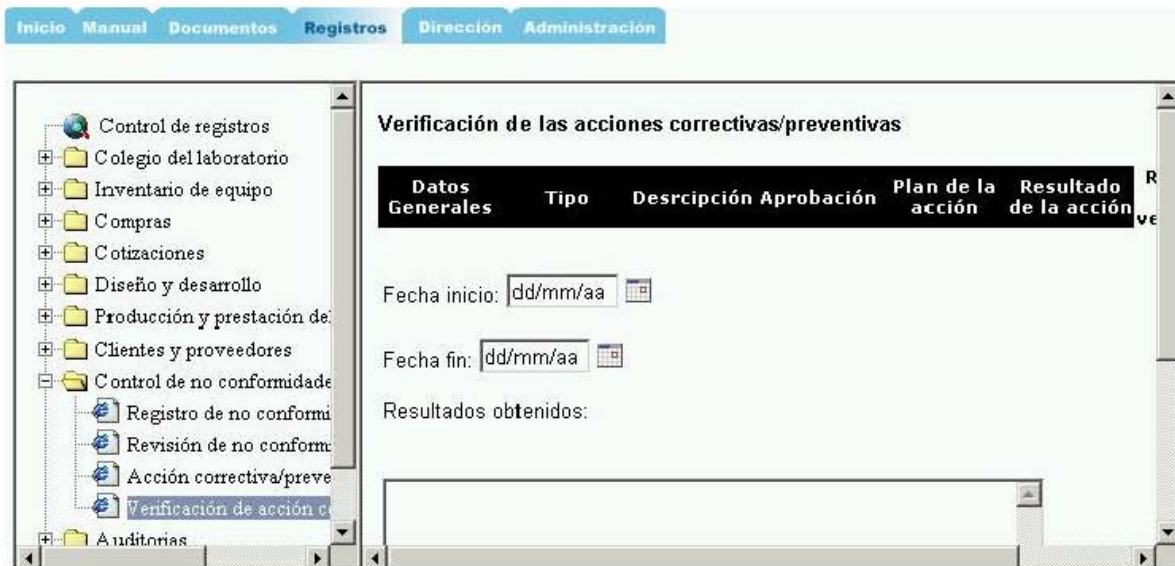 Inicio Manual Documentos Registros Dirección Administración
Control de registros
Colegio del laboratorio
Inventario de equipo
Compras
Cotizaciones
Diseño y desarrollo
Producción y prestación de
Clientes y proveedores
Control de no conformidade
Registro de no conformi
Revisión de no conform
Acción correctiva/preve
Verificación de acción c
Auditorias
Verificación de las acciones correctivas/preventivas
Datos Generales
Tipo
Desrcipción
Aprobación
Plan de la acción
Resultado de la acción
R
ve
Fecha inicio: dd/mm/aa
Fecha fin: dd/mm/aa
Resultados obtenidos: